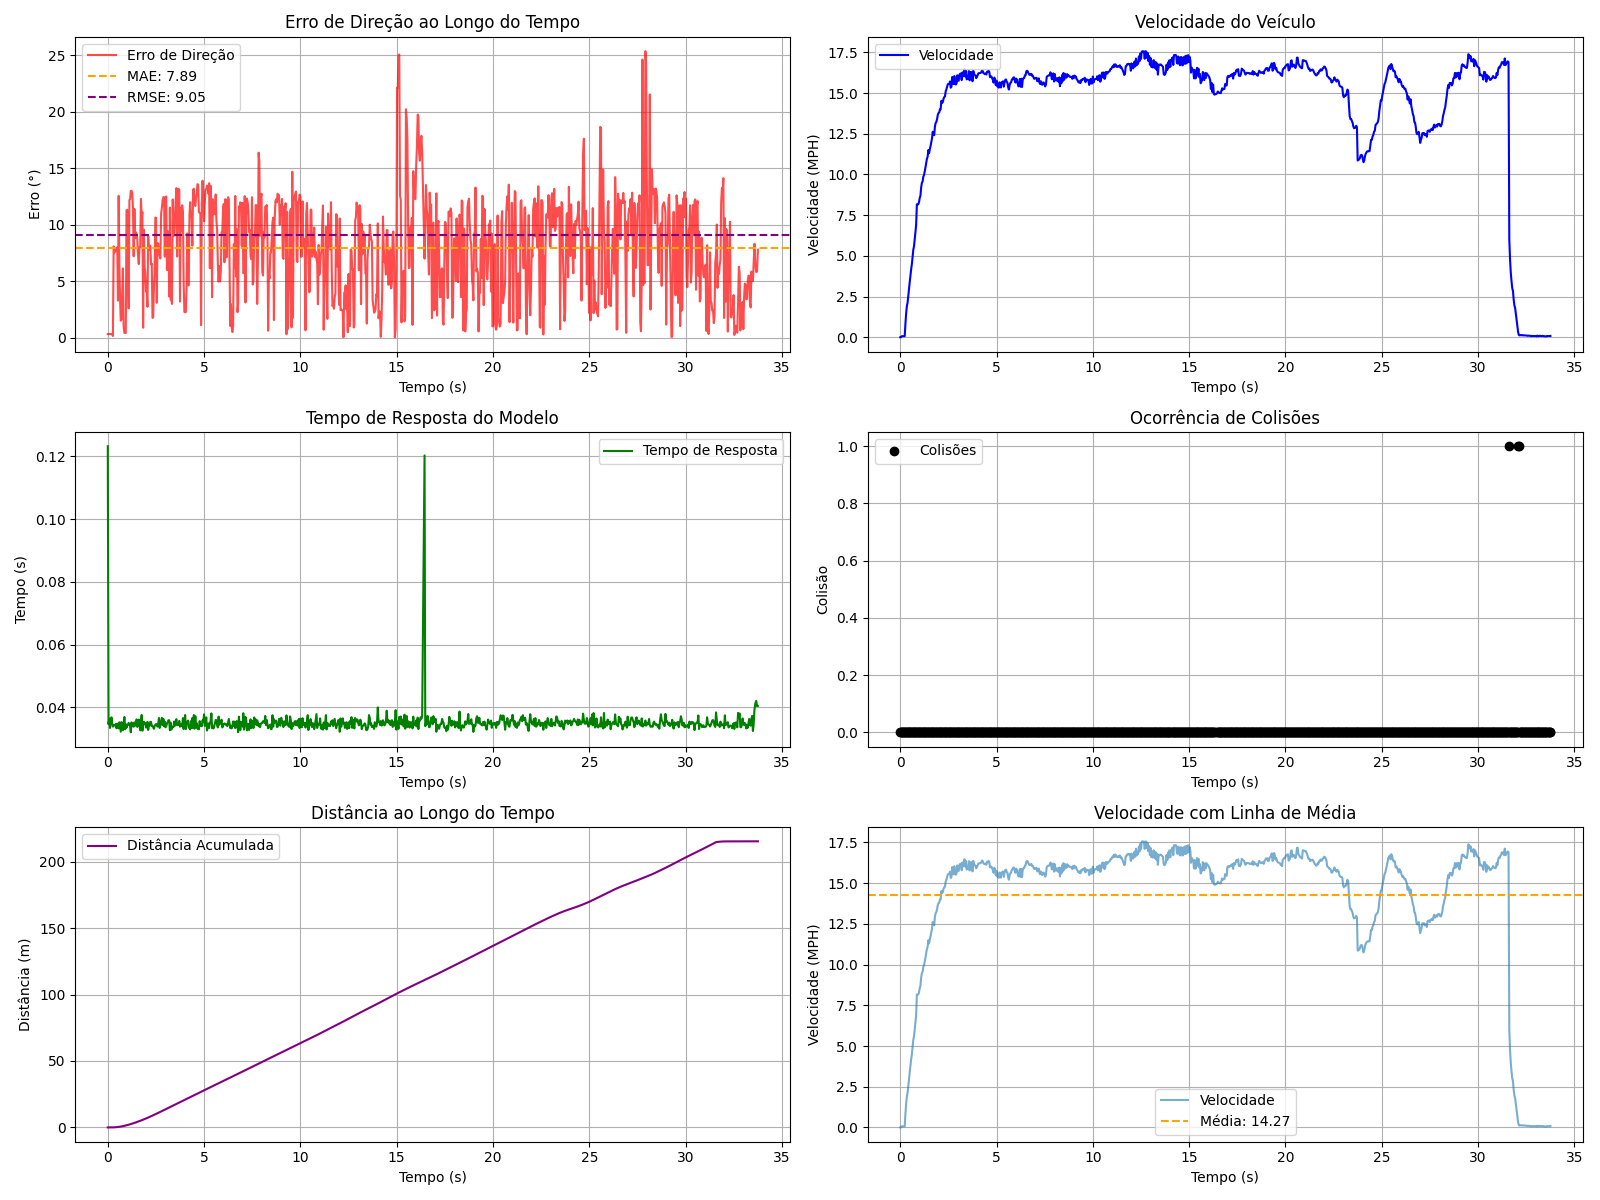 Erro de Direção ao Longo do Tempo
Erro de Direção
MAE: 7.89
RMSE: 9.05
Erro (°)
25
20
15
10
5
0
0 5 10 15 20 25 30 35
Tempo (s)
Velocidade do Veículo
Velocidade
Velocidade (MPH)
17.5
15.0
12.5
10.0
7.5
5.0
2.5
0.0
0 5 10 15 20 25 30 35
Tempo (s)
Tempo de Resposta do Modelo
Tempo de Resposta
Tempo (s)
0.12
0.10
0.08
0.06
0.04
0 5 10 15 20 25 30 35
Tempo (s)
Ocorrência de Colisões
Colisões
Colisão
1.0
0.8
0.6
0.4
0.2
0.0
0 5 10 15 20 25 30 35
Tempo (s)
Distância ao Longo do Tempo
Distância Acumulada
Distância (m)
200
150
100
50
0
0 5 10 15 20 25 30 35
Tempo (s)
Velocidade com Linha de Média
Velocidade (MPH)
17.5
15.0
12.5
10.0
7.5
5.0
2.5
0.0
Velocidade
Média: 14.27
0 5 10 15 20 25 30 35
Tempo (s)